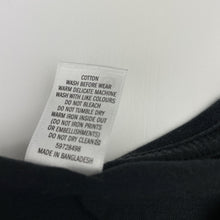 COTTON
WASH BEFORE WEAR
WARM DELICATE MACHINE
WASH WITH LIKE COLOURS
DO NOT BLEACH
DO NOT TUMBLE DRY
WARM IRON INSIDE OUT
(DO NOT IRON PRINTS
OR EMBELLISHMENTS)
DO NOT DRY CLEAN
59728498
MADE IN BANGLADESH